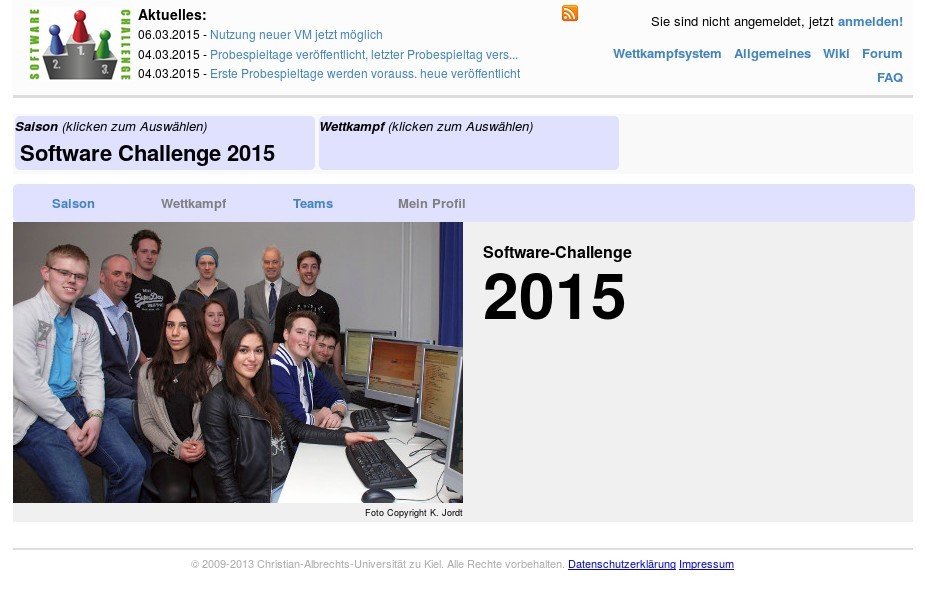 SOFTWARE
CHALLENGE
1.
2.
3.
Aktuelles:
06.03.2015 - Nutzung neuer VM jetzt möglich
04.03.2015 - Probespieltage veröffentlicht, letzter Probespieltag vers...
04.03.2015 - Erste Probespieltage werden vorauss. heue veröffentlicht
Sie sind nicht angemeldet, jetzt anmelden!
Wettkampfsystem Allgemeines Wiki Forum
FAQ
Saison (klicken zum Auswählen)
Software Challenge 2015
Wettkampf (klicken zum Auswählen)
Saison Wettkampf Teams Mein Profil
Software-Challenge
2015
Foto Copyright K. Jordt
© 2009-2013 Christian-Albrechts-Universität zu Kiel. Alle Rechte vorbehalten. Datenschutzerklärung Impressum